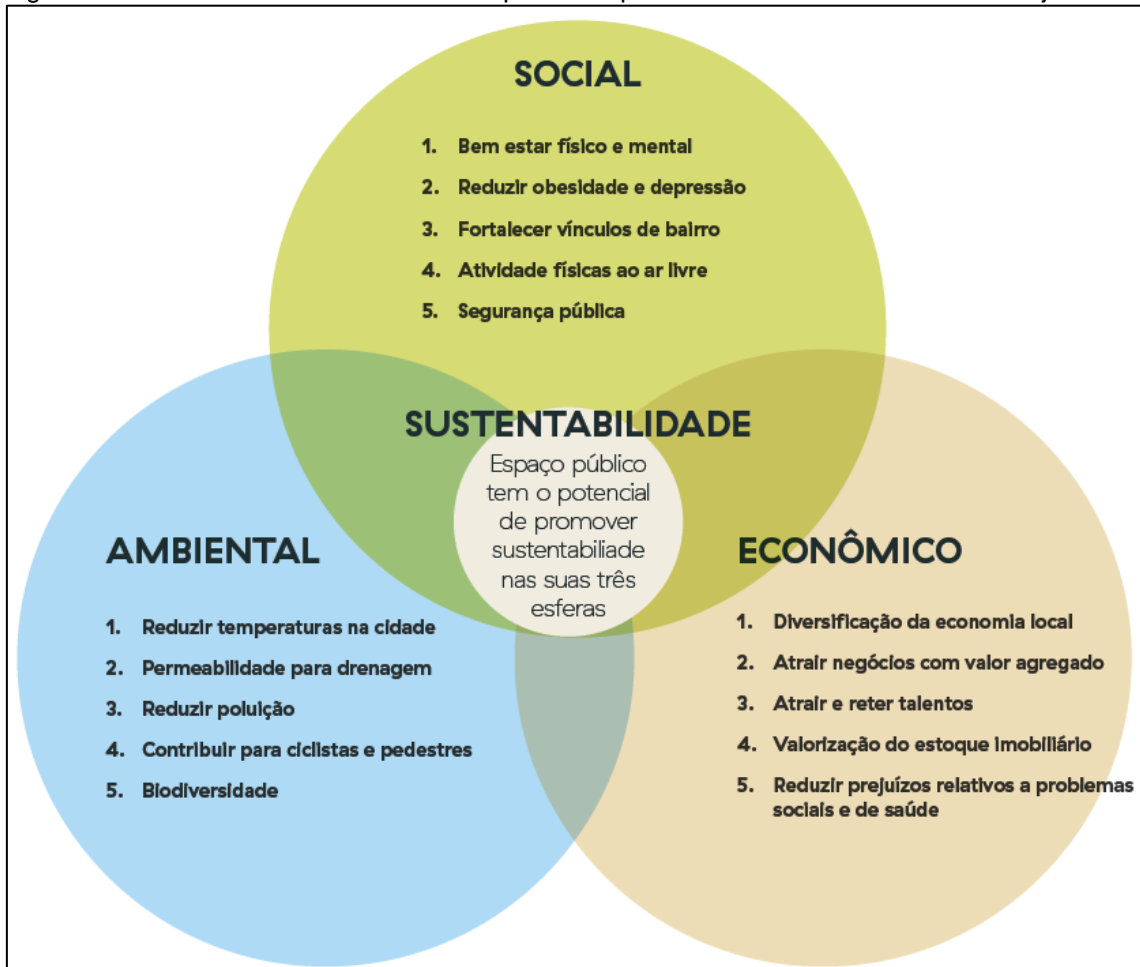 SOCIAL
1. Bem estar físico e mental
2. Reduzir obesidade e depressão
3. Fortalecer vínculos de bairro
4. Atividade físicas ao ar livre
5. Segurança pública
SUSTENTABILIDADE
Espaço público
tem o potencial
de promover
sustentabiliade
nas suas três
esferas
AMBIENTAL
1. Reduzir temperaturas na cidade
2. Permeabilidade para drenagem
3. Reduzir poluição
4. Contribuir para ciclistas e pedestres
5. Biodiversidade
ECONÔMICO
1. Diversificação da economia local
2. Atrair negócios com valor agregado
3. Atrair e reter talentos
4. Valorização do estoque imobiliário
5. Reduzir prejuízos relativos a problemas
sociais e de saúde